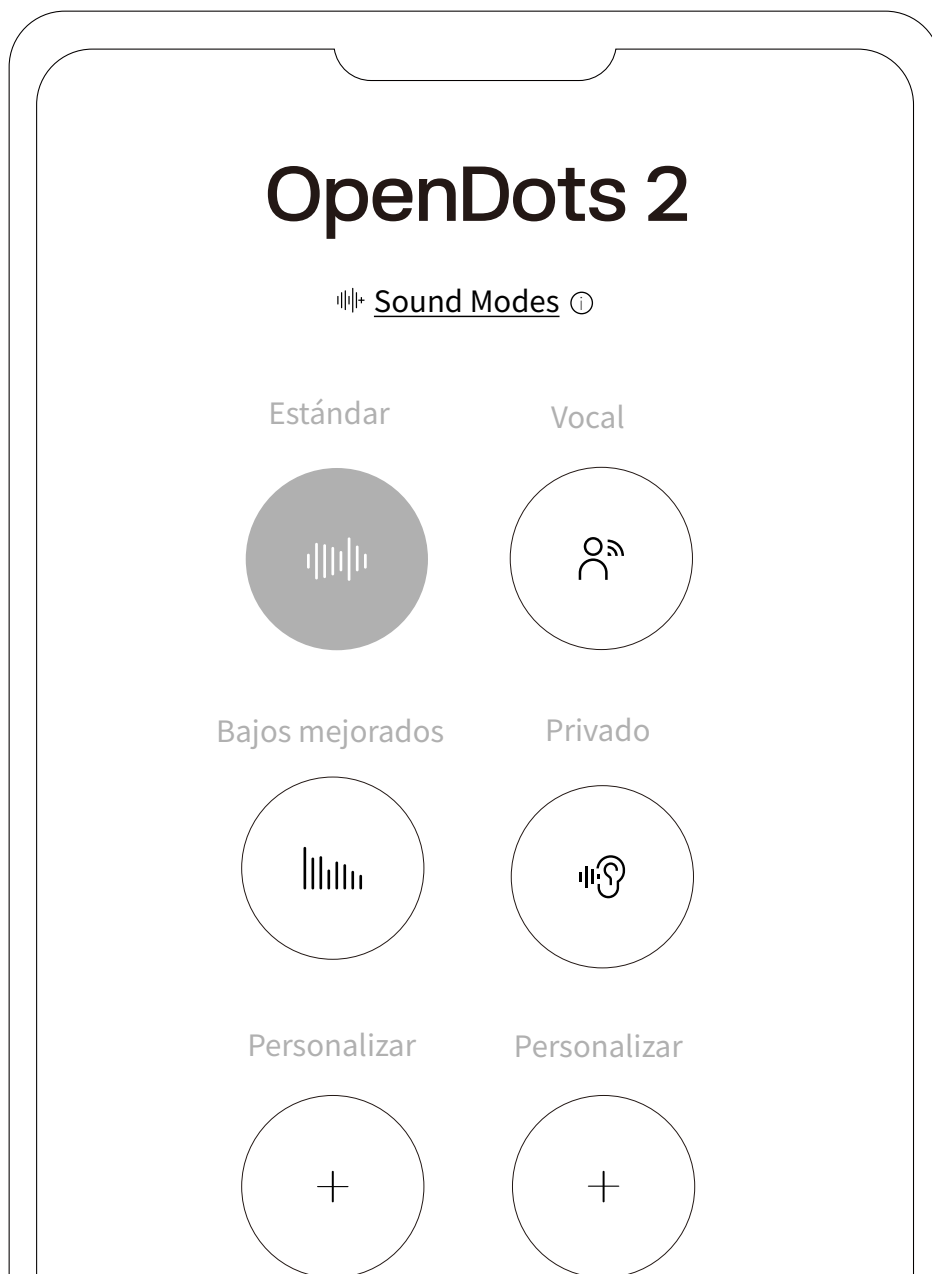 OpenDots 2
Sound Modes
Estándar
Vocal
Bajos mejorados
Privado
Personalizar
Personalizar